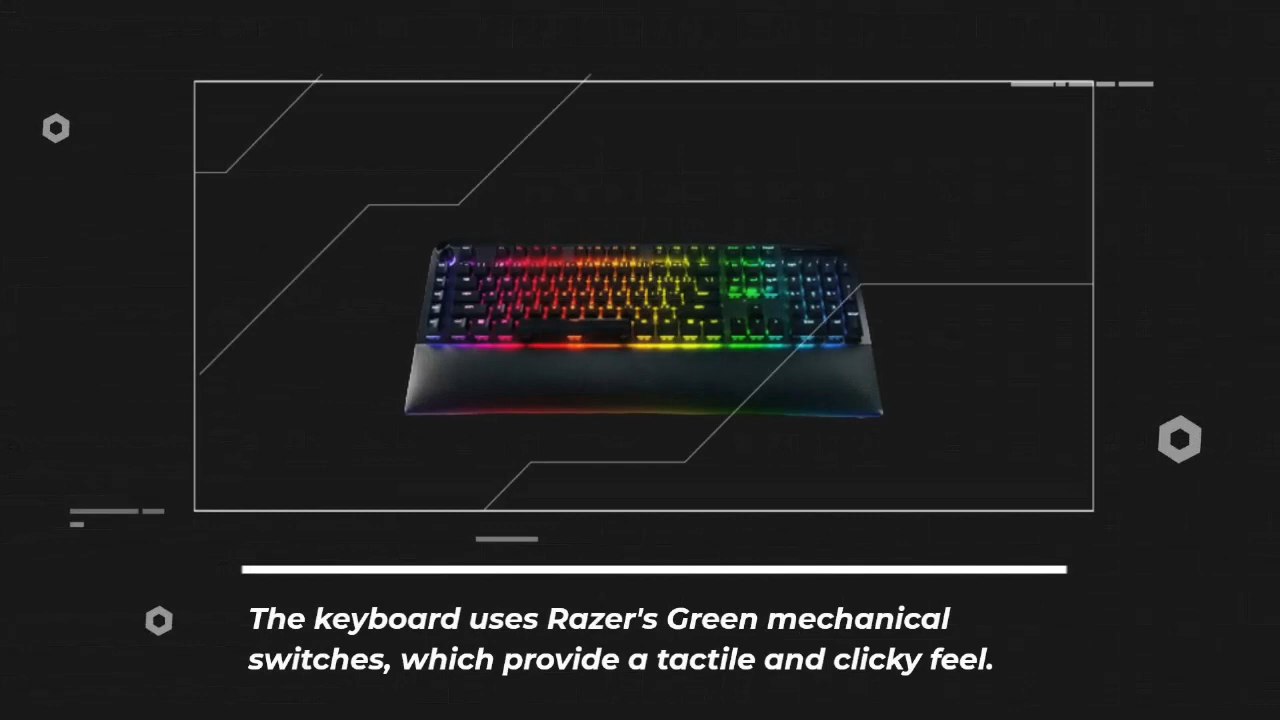 The keyboard uses Razer's Green mechanical
switches, which provide a tactile and clicky feel.